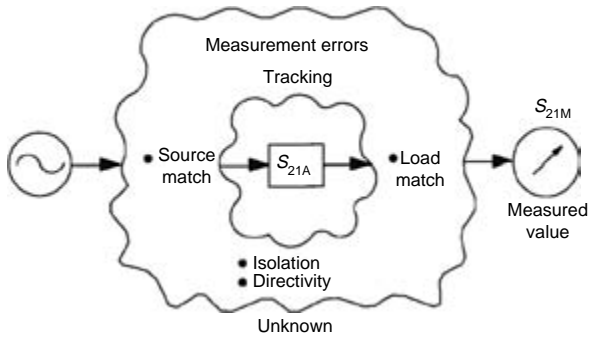 Measurement errors
Tracking
S21M
Source
match
S21A
Load
match
Measured
value
Isolation
Directivity
Unknown